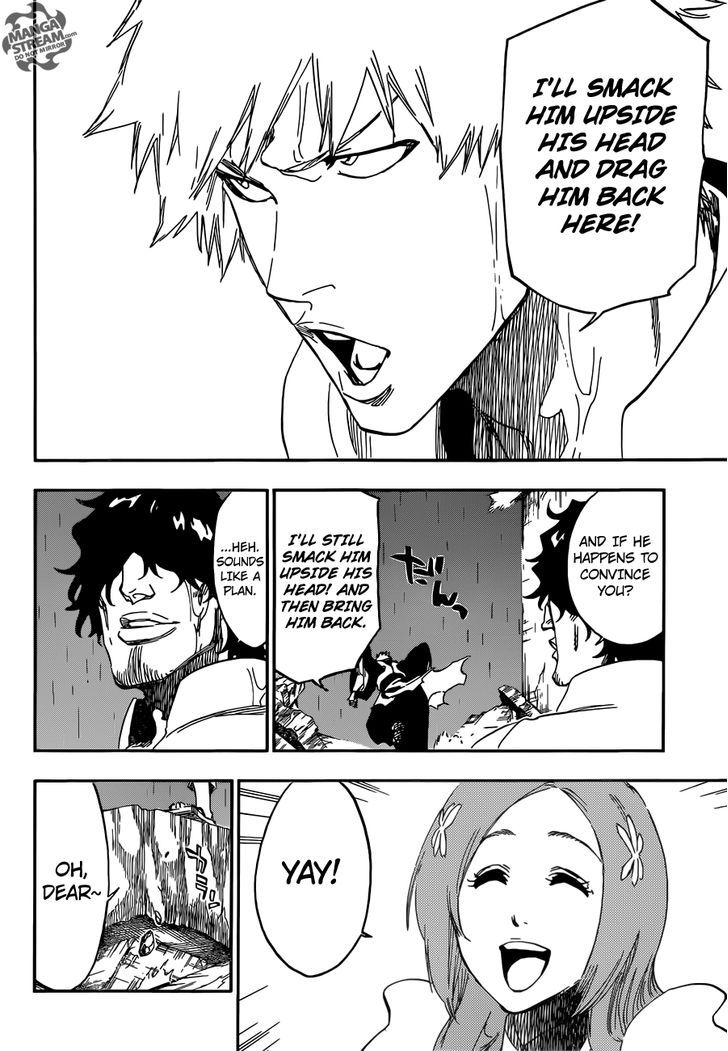 MANGA
STREAM.com
DO NOT MIRROR!
I'LL SMACK
HIM UPSIDE
HIS HEAD
AND DRAG
HIM BACK
HERE!
AND IF HE
HAPPENS TO
CONVINCE
YOU?
I'LL STILL
SMACK HIM
UPSIDE HIS
HEAD! AND
THEN BRING
HIM BACK.
...HEH.
SOUNDS
LIKE A
PLAN.
YAY!
OH,
DEAR~